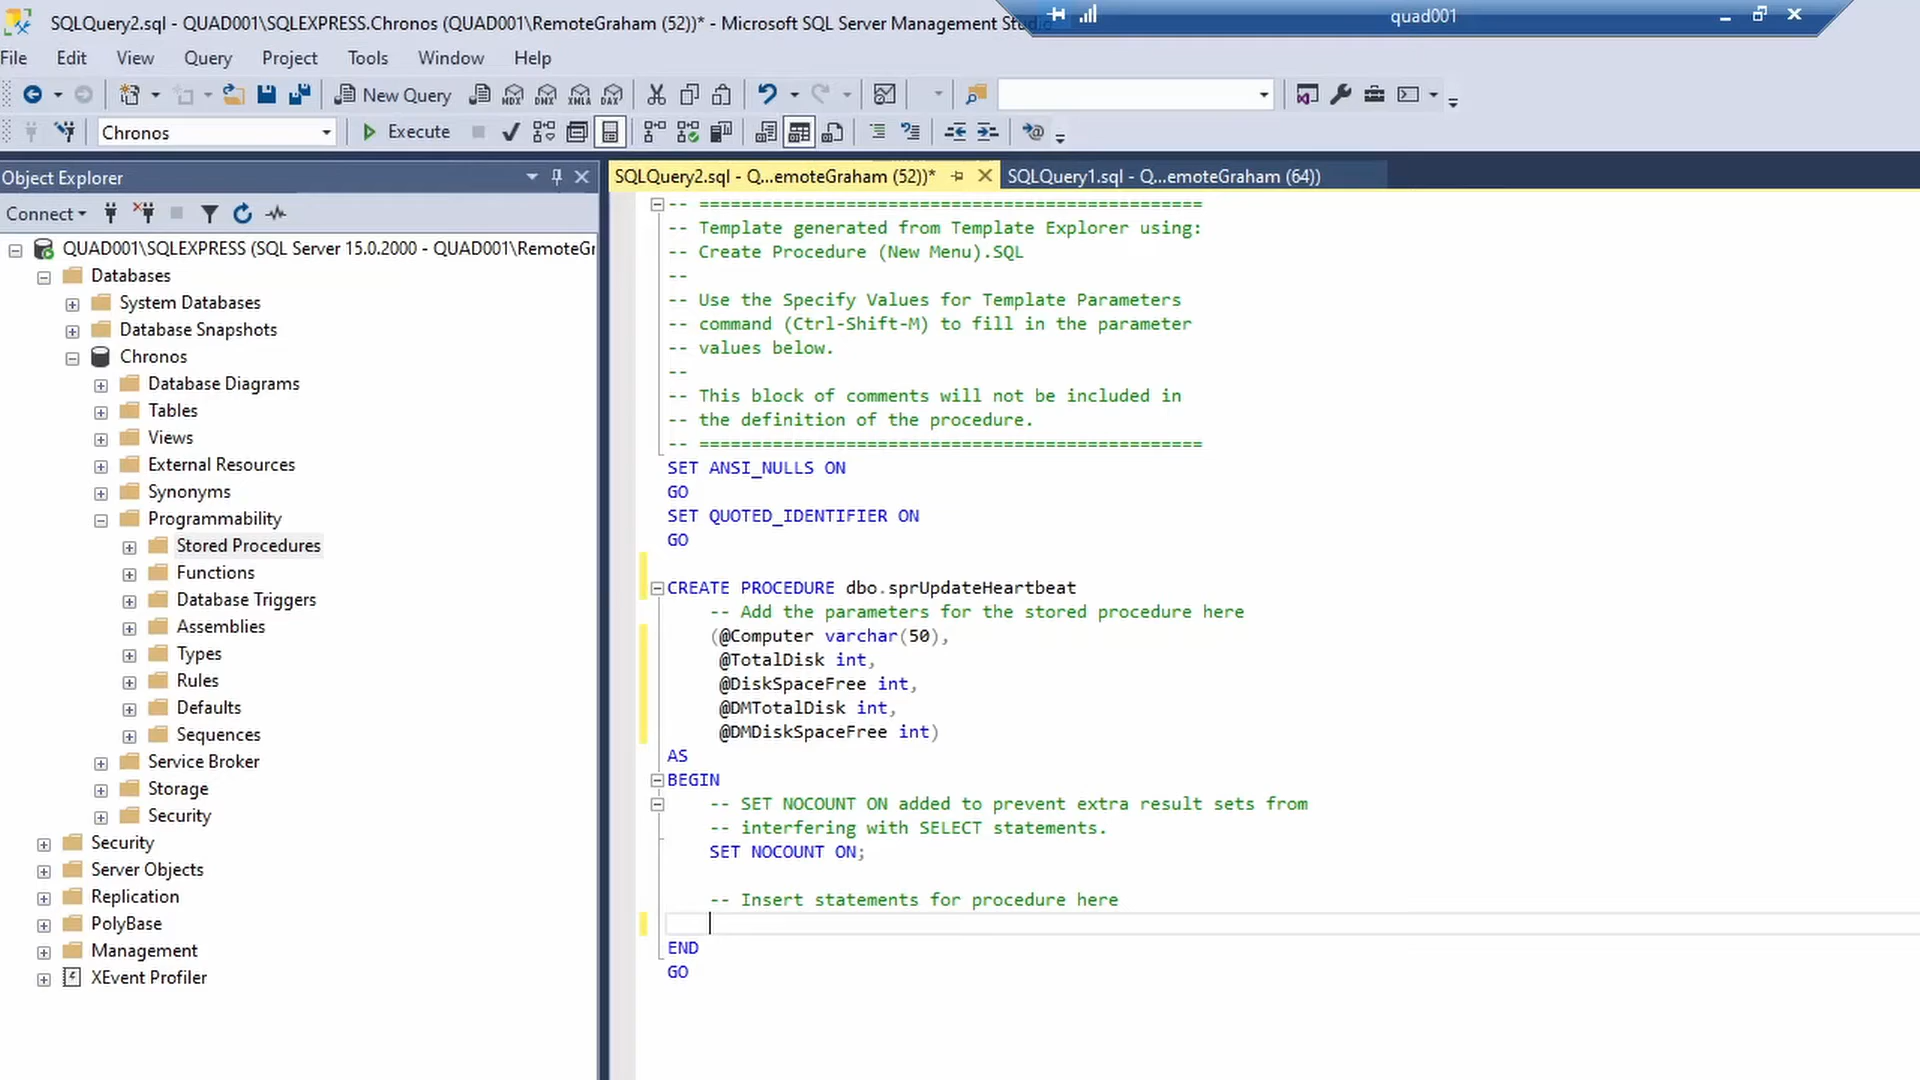 SQLQuery2.sql - QUAD001\SQLEXPRESS.Chronos (QUAD001\RemoteGraham (52))* - Microsoft SQL Server Management
quad001
File Edit View Query Project Tools Window Help
New Query
MDX DMX XMLA DAX
Chronos
Execute
Object Explorer
SQLQuery2.sql - Q...emoteGraham (52))*
SQLQuery1.sql - Q...emoteGraham (64))
Connect
QUAD001\SQLEXPRESS (SQL Server 15.0.2000 - QUAD001\RemoteGr
Databases
System Databases
Database Snapshots
Chronos
Database Diagrams
Tables
Views
External Resources
Synonyms
Programmability
Stored Procedures
Functions
Database Triggers
Assemblies
Types
Rules
Defaults
Sequences
Service Broker
Storage
Security
Security
Server Objects
Replication
PolyBase
Management
XEvent Profiler
-- ================================================
-- Template generated from Template Explorer using:
-- Create Procedure (New Menu).SQL
--
-- Use the Specify Values for Template Parameters
-- command (Ctrl-Shift-M) to fill in the parameter
-- values below.
--
-- This block of comments will not be included in
-- the definition of the procedure.
-- ================================================
SET ANSI_NULLS ON
GO
SET QUOTED_IDENTIFIER ON
GO
CREATE PROCEDURE dbo.sprUpdateHeartbeat
-- Add the parameters for the stored procedure here
(@Computer varchar(50),
@TotalDisk int,
@DiskSpaceFree int,
@DMTotalDisk int,
@DMDiskSpaceFree int)
AS
BEGIN
-- SET NOCOUNT ON added to prevent extra result sets from
-- interfering with SELECT statements.
SET NOCOUNT ON;
-- Insert statements for procedure here
END
GO